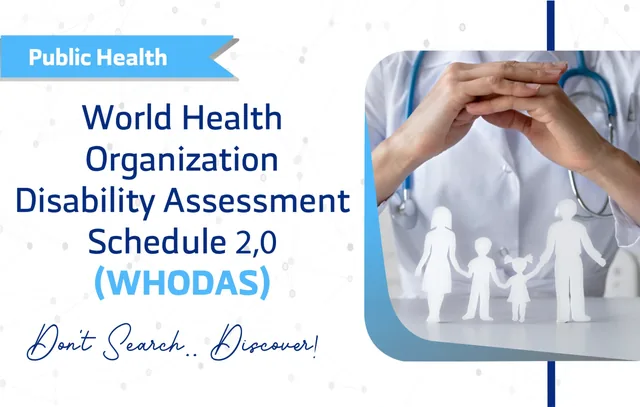 Public Health
World Health
Organization
Disability Assessment
Schedule 2,0
(WHODAS)
Don't Search.. Discover!